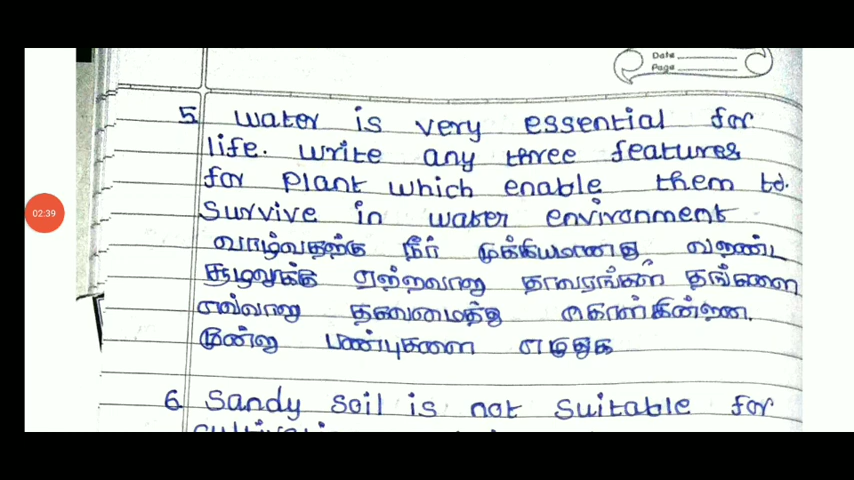 Date
Page
5. Water is very essential for
life. Write any three features
for Plant which enable them to.
Survive in water environment
வாழ்வதற்கு நீர் முக்கியமானது வறண்ட
சூழலுக்கு ஏற்றவாறு தாவரங்கள் தங்களை
எவ்வாறு தகவமைத்து கொள்கின்றன.
மூன்று பண்புகளை எழுதுக
02:39
6. Sandy soil is not suitable for